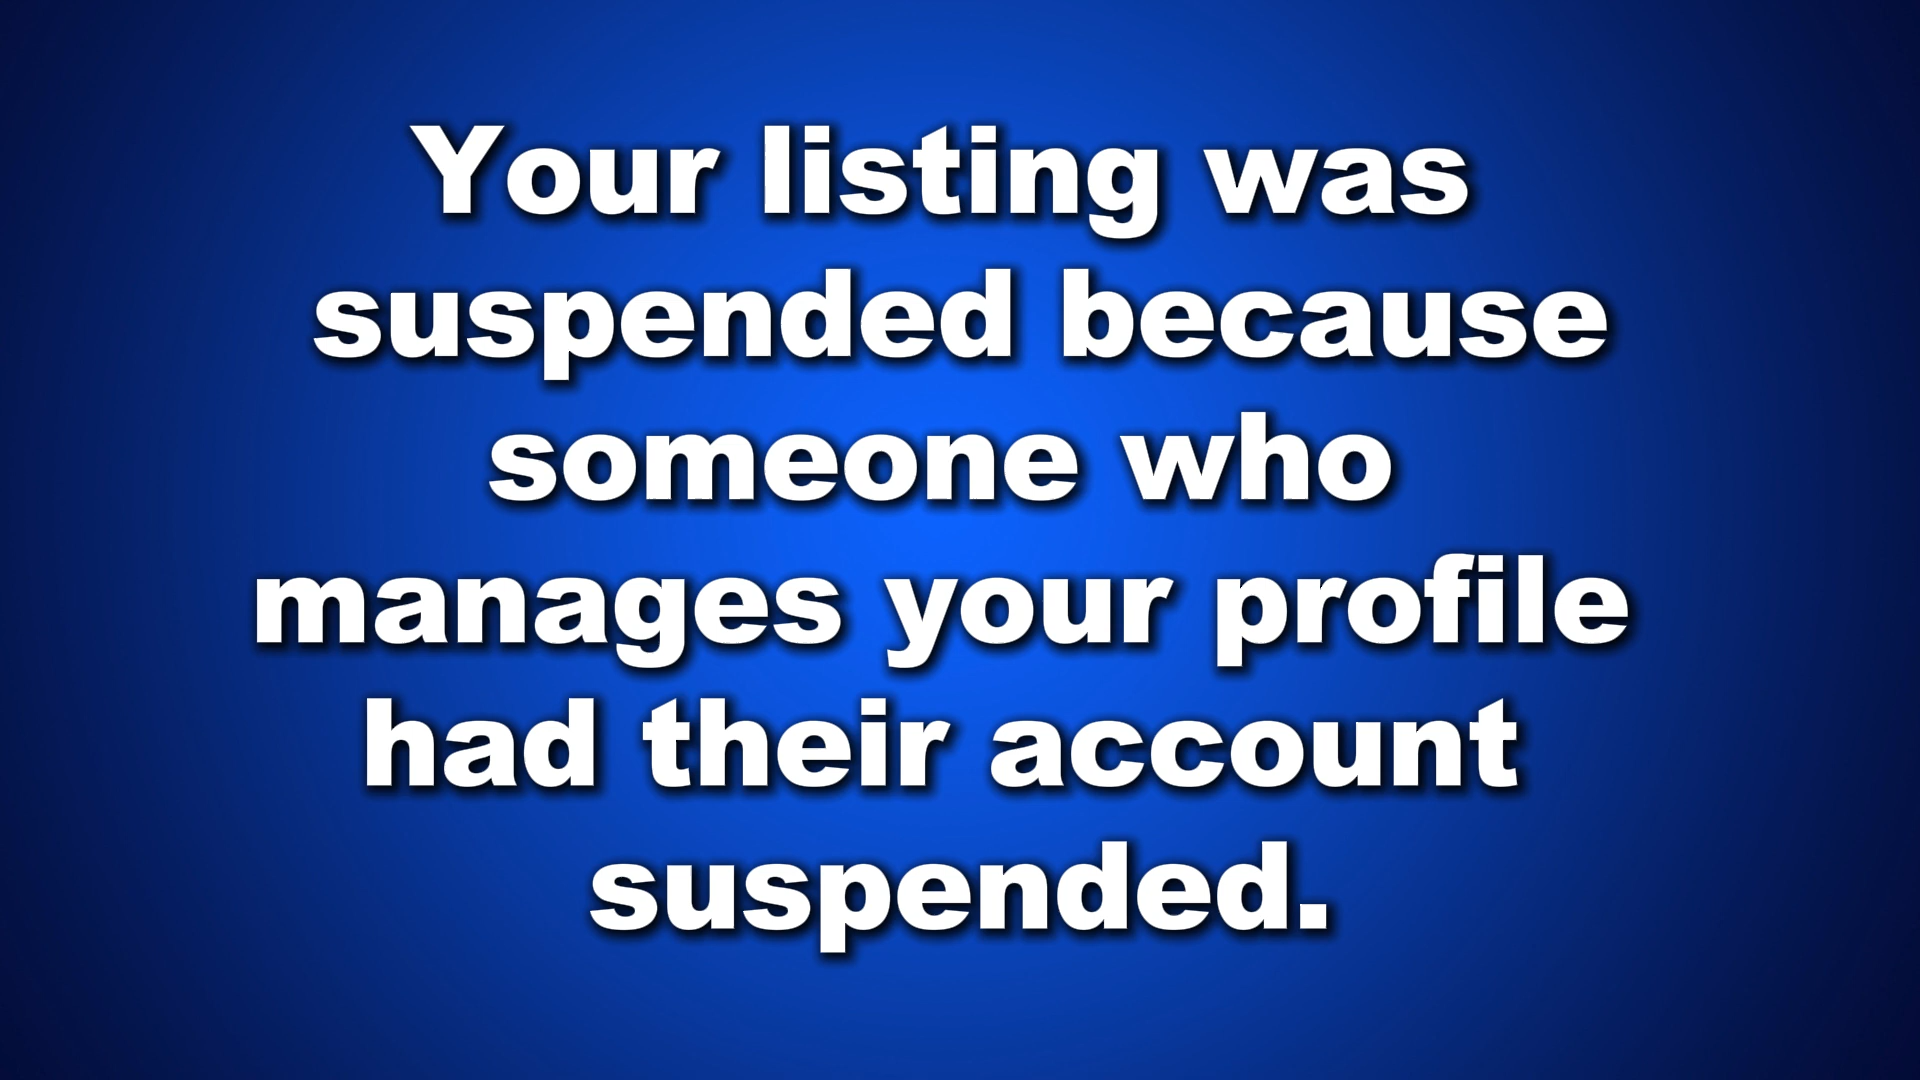 Your listing was
suspended because
someone who
manages your profile
had their account
suspended.